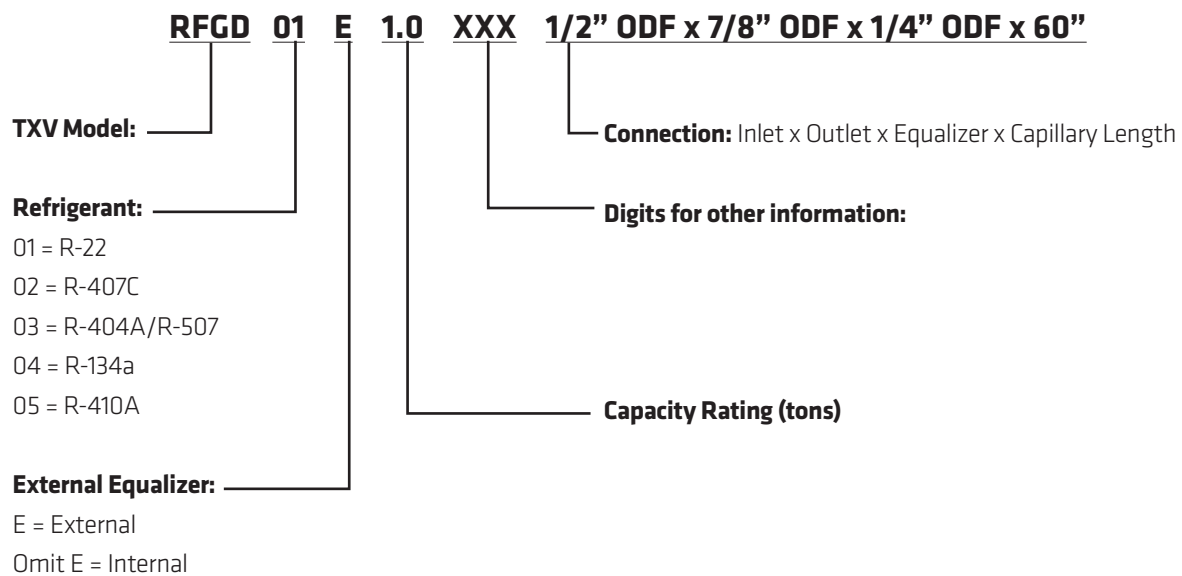 RFGD 01 E 1.0 XXX 1/2” ODF x 7/8” ODF x 1/4” ODF x 60”
TXV Model:
Connection: Inlet x Outlet x Equalizer x Capillary Length
Refrigerant:
01 = R-22
02 = R-407C
03 = R-404A/R-507
04 = R-134a
05 = R-410A
Digits for other information:
Capacity Rating (tons)
External Equalizer:
E = External
Omit E = Internal